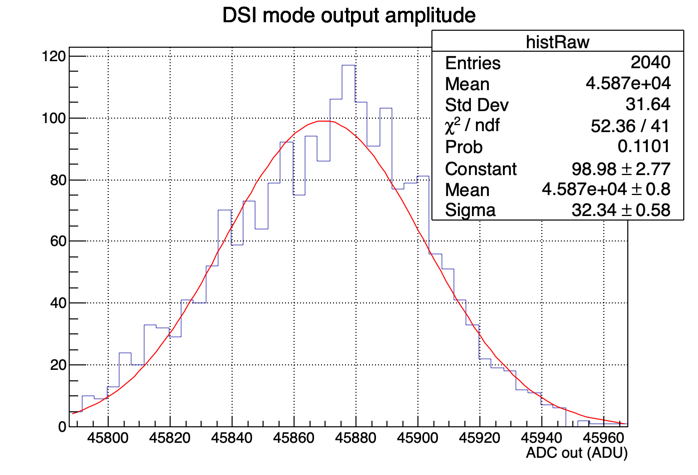 DSI mode output amplitude
histRaw
Entries 2040
Mean 4.587e+04
Std Dev 31.64
χ² / ndf 52.36 / 41
Prob 0.1101
Constant 98.98 ± 2.77
Mean 4.587e+04 ± 0.8
Sigma 32.34 ± 0.58
120
100
80
60
40
20
0
45800 45820 45840 45860 45880 45900 45920 45940 45960
ADC out (ADU)